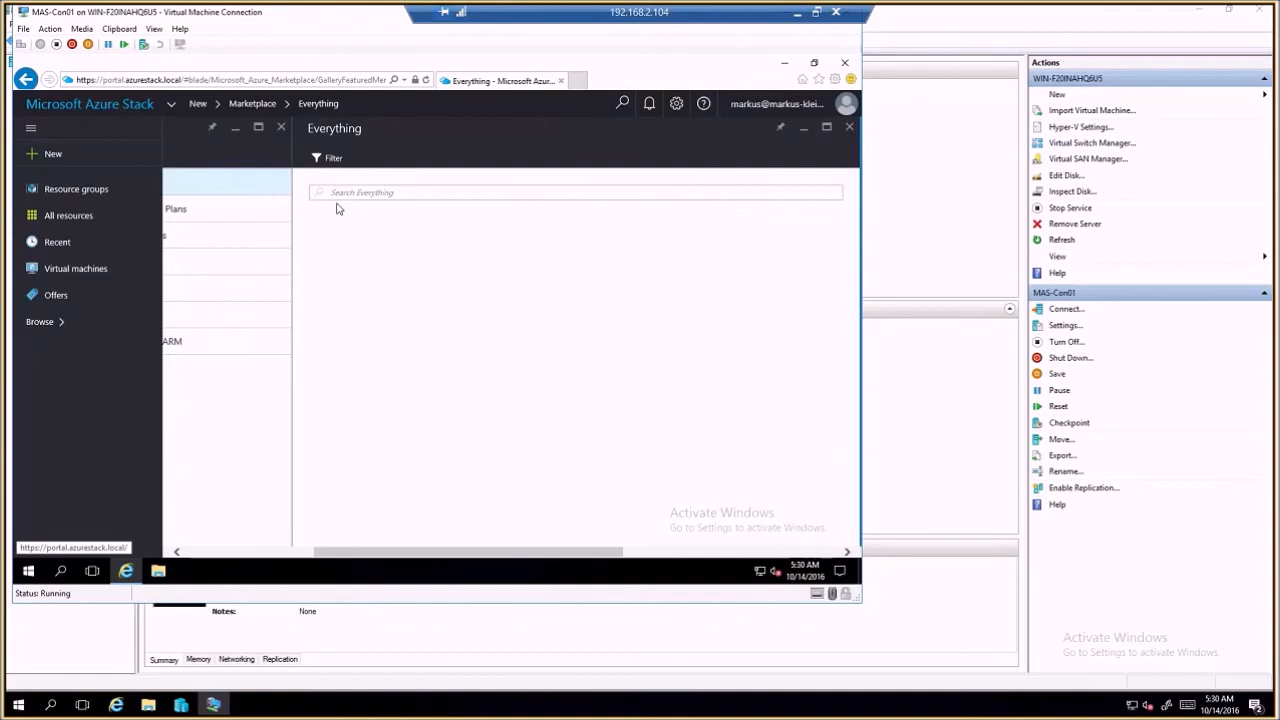 MAS-Con01 on WIN-F20INAHQ6U5 - Virtual Machine Connection
192.168.2.104
File Action Media Clipboard View Help
https://portal.azurestack.local/#blade/Microsoft_Azure_Marketplace/GalleryFeaturedMer
Everything - Microsoft Azur...
Microsoft Azure Stack New Marketplace Everything
markus@markus-klei...
Everything
Filter
Search Everything
New
Resource groups
All resources
Recent
Virtual machines
Offers
Browse
Plans
s
ARM
Activate Windows
Go to Settings to activate Windows.
https://portal.azurestack.local/
5:30 AM
10/14/2016
Status: Running
Notes: None
Summary Memory Networking Replication
Actions
WIN-F20INAHQ6U5
New
Import Virtual Machine...
Hyper-V Settings...
Virtual Switch Manager...
Virtual SAN Manager...
Edit Disk...
Inspect Disk...
Stop Service
Remove Server
Refresh
View
Help
MAS-Con01
Connect...
Settings...
Turn Off...
Shut Down...
Save
Pause
Reset
Checkpoint
Move...
Export...
Rename...
Enable Replication...
Help
Activate Windows
Go to Settings to activate Windows.
5:30 AM
10/14/2016